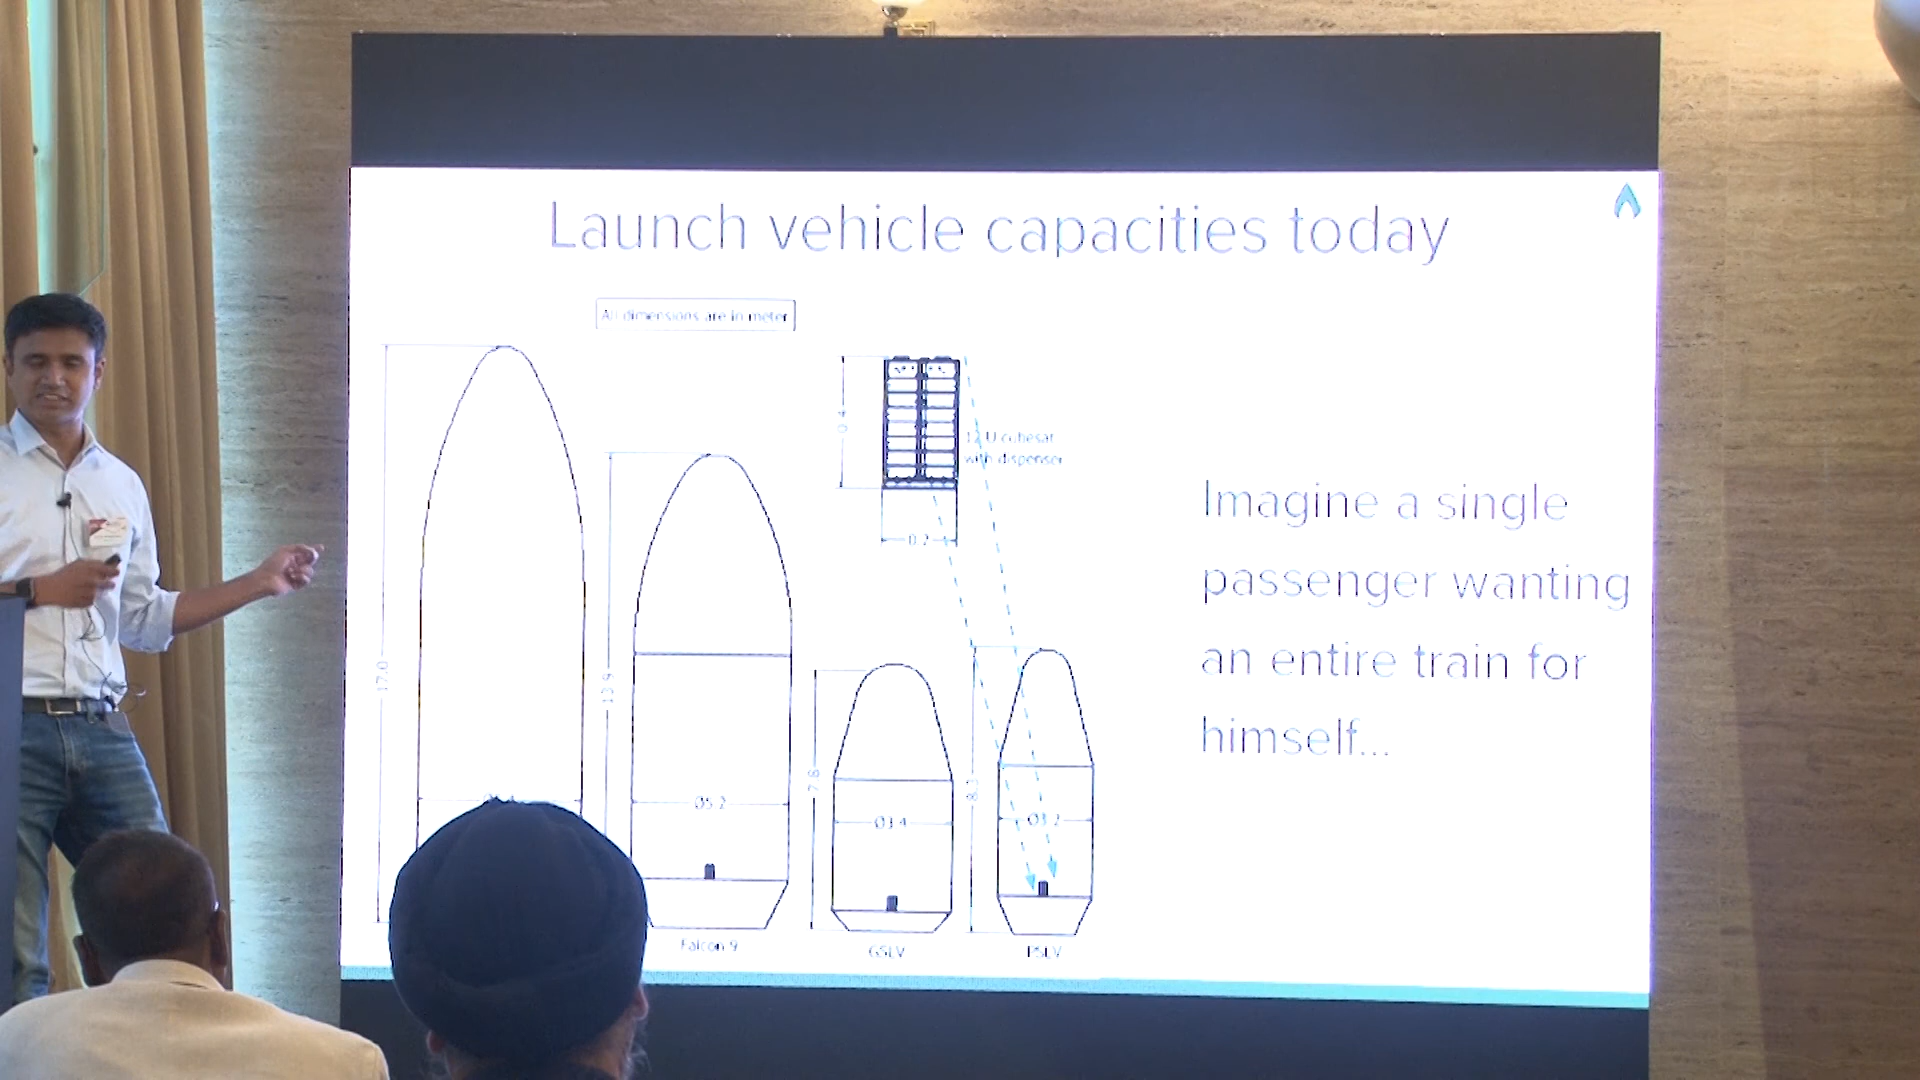 Launch vehicle capacities today
All dimensions are in meter
0.4
12 U cubesat
with dispenser
0.2
Imagine a single
passenger wanting
an entire train for
himself...
17.0
13.9
7.8
8.3
Ø5.2
Ø3.4
Ø3.2
Falcon 9
GSLV
PSLV